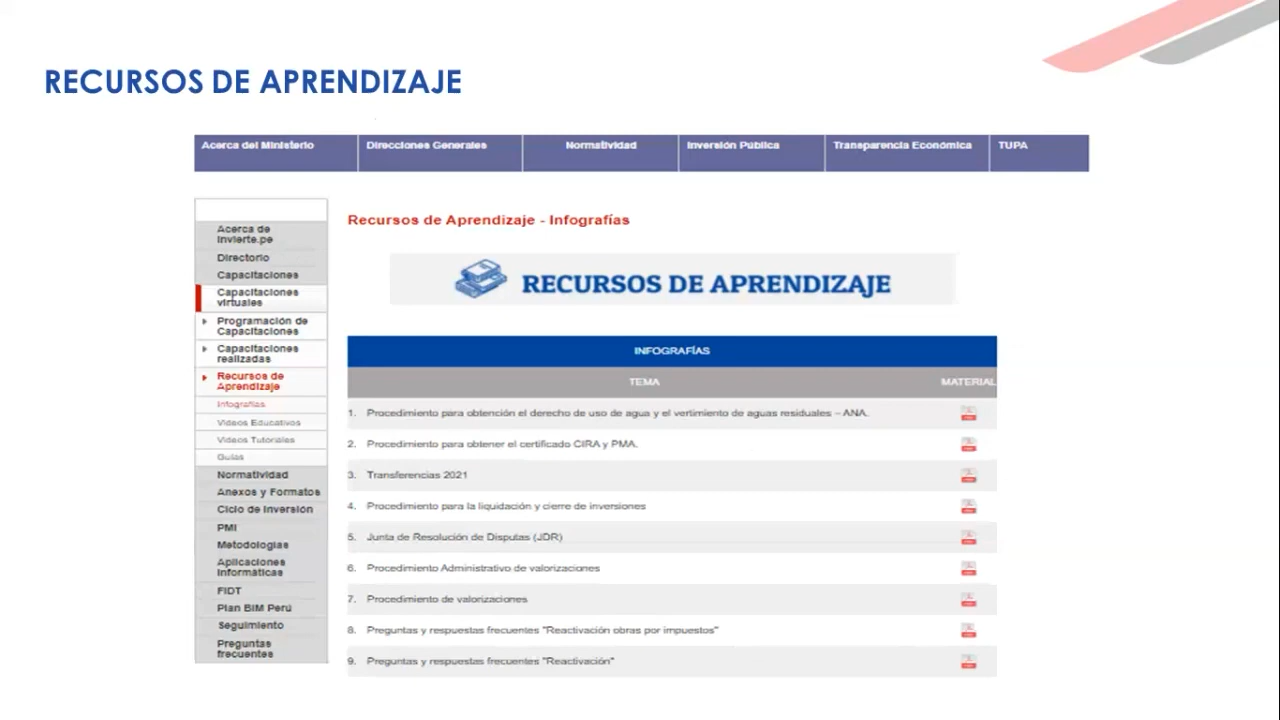 RECURSOS DE APRENDIZAJE
Acerca del Ministerio
Direcciones Generales
Normatividad
Inversión Pública
Transparencia Económica
TUPA
Acerca de
Invierte.pe
Directorio
Capacitaciones
Capacitaciones
virtuales
Programación de
Capacitaciones
Capacitaciones
realizadas
Recursos de
Aprendizaje
Infografías
Videos Educativos
Videos Tutoriales
Guías
Normatividad
Anexos y Formatos
Ciclo de Inversión
PMI
Metodologías
Aplicaciones
Informáticas
FIDT
Plan BIM Perú
Seguimiento
Preguntas
frecuentes
Recursos de Aprendizaje - Infografías
RECURSOS DE APRENDIZAJE
INFOGRAFÍAS
TEMA MATERIAL
1. Procedimiento para obtención el derecho de uso de agua y el vertimiento de aguas residuales – ANA.
2. Procedimiento para obtener el certificado CIRA y PMA.
3. Transferencias 2021
4. Procedimiento para la liquidación y cierre de inversiones
5. Junta de Resolución de Disputas (JDR)
6. Procedimiento Administrativo de valorizaciones
7. Procedimiento de valorizaciones
8. Preguntas y respuestas frecuentes "Reactivación obras por impuestos"
9. Preguntas y respuestas frecuentes "Reactivación"